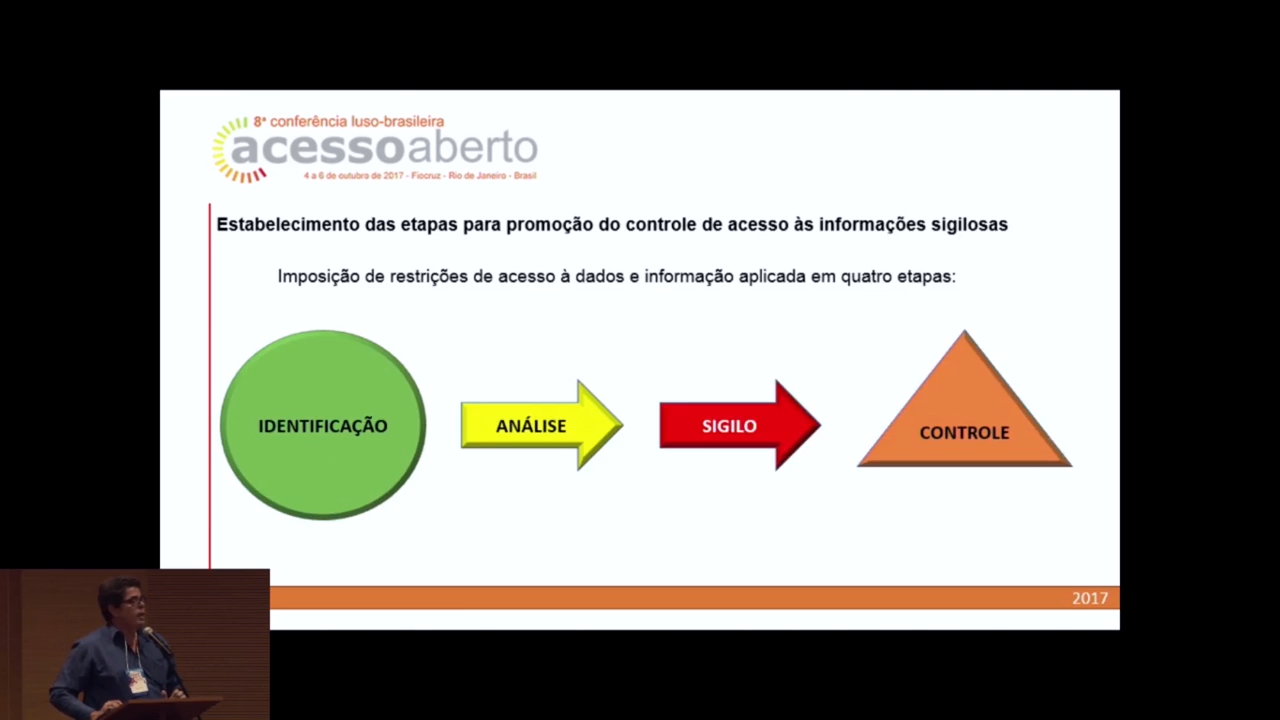 8ª conferência luso-brasileira
acessoaberto
4 a 6 de outubro de 2017 - Fiocruz - Rio de Janeiro - Brasil
Estabelecimento das etapas para promoção do controle de acesso às informações sigilosas
Imposição de restrições de acesso à dados e informação aplicada em quatro etapas:
IDENTIFICAÇÃO
ANÁLISE
SIGILO
CONTROLE
2017